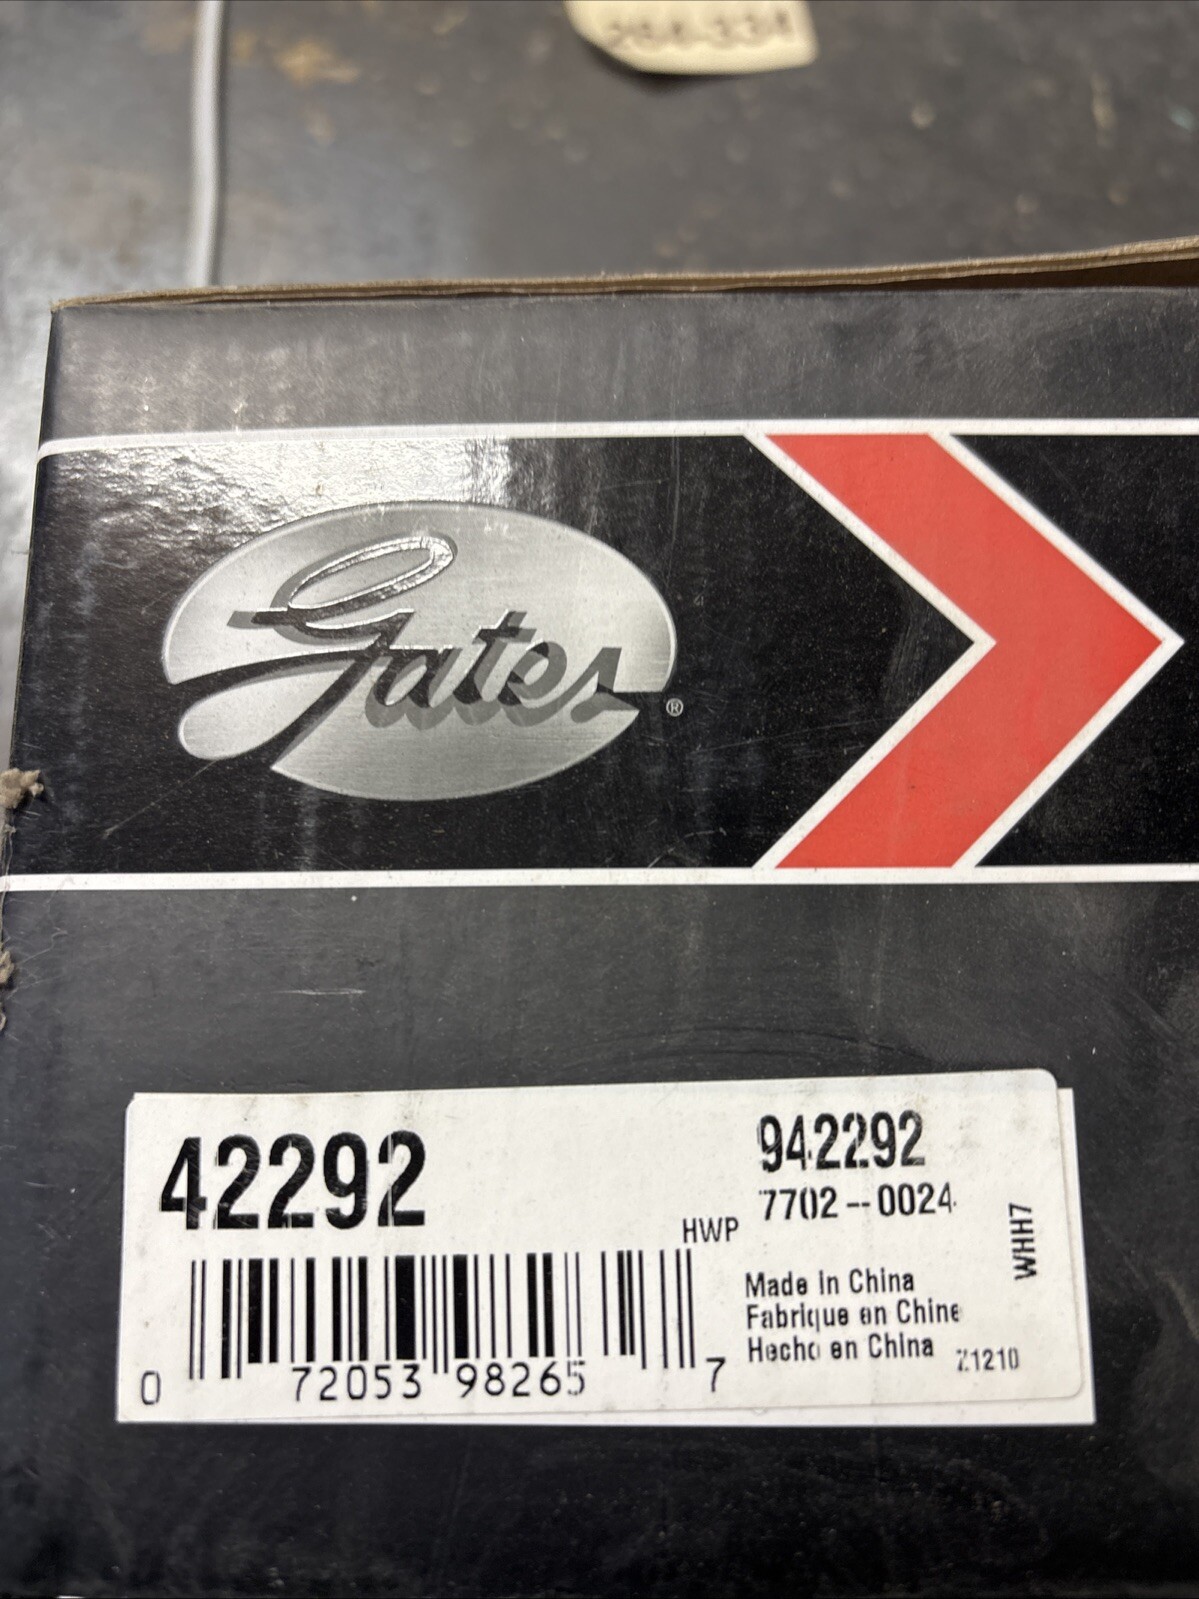 Gates®
42292
942292
7702--0024
HWP
WHH7
Made in China
Fabrique en Chine
Hecho en China
Z1210
0 72053 98265 7